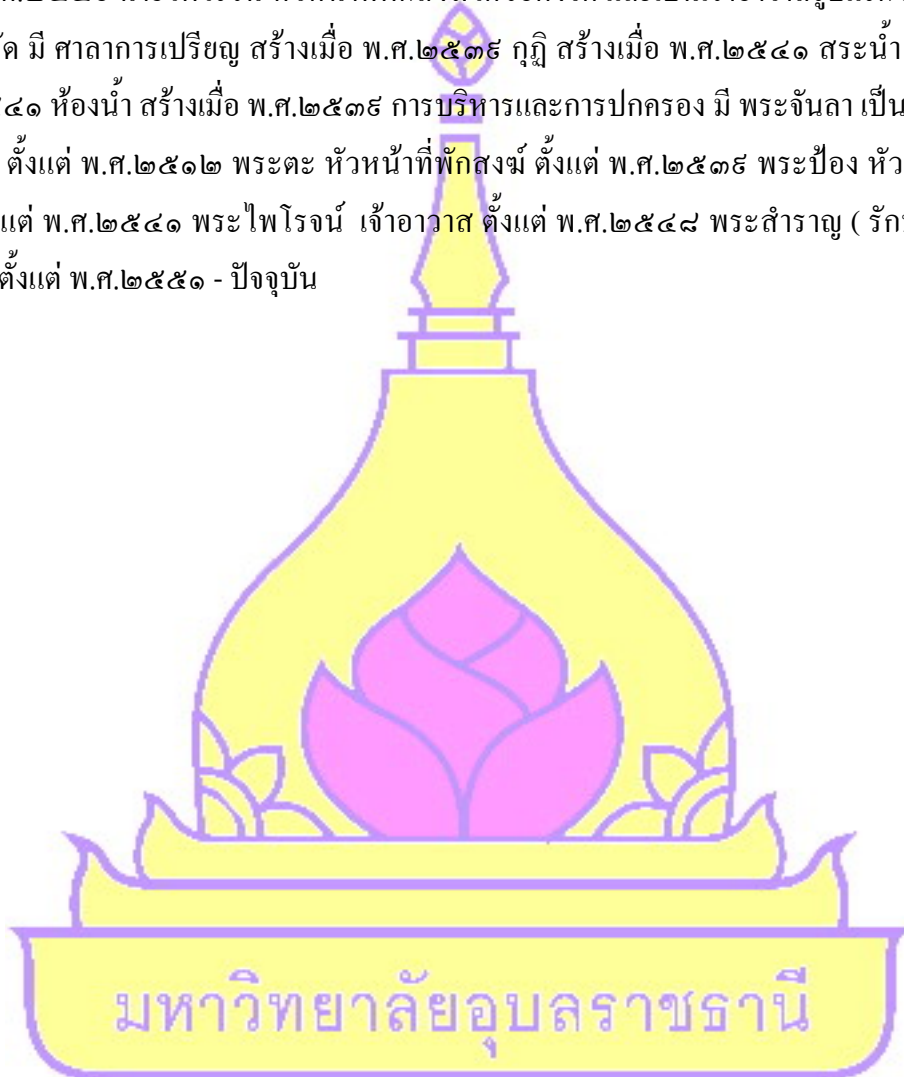 มี ศาลาการเปรียญ สร้างเมื่อ พ.ศ.๒๕๓๙ กุฏิ สร้างเมื่อ พ.ศ.๒๕๔๑ สระน้ำ
ห้องน้ำ สร้างเมื่อ พ.ศ.๒๕๓๙ การบริหารและการปกครอง มี พระจันลา เป็น
ตั้งแต่ พ.ศ.๒๕๑๒ พระตะ หัวหน้าที่พักสงฆ์ ตั้งแต่ พ.ศ.๒๕๓๙ พระป้อง หัว
แต่ พ.ศ.๒๕๔๑ พระไพโรจน์ เจ้าอาวาส ตั้งแต่ พ.ศ.๒๕๔๘ พระสำราญ (
ตั้งแต่ พ.ศ.๒๕๕๑ - ปัจจุบัน
มหาวิทยาลัยอุบลราชธานี